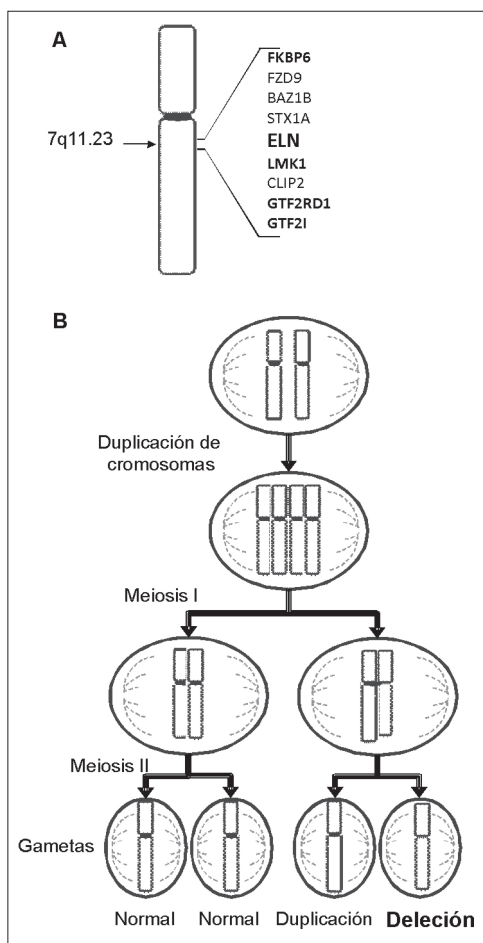 A
7q11.23
FKBP6
FZD9
BAZ1B
STX1A
ELN
LMK1
CLIP2
GTF2RD1
GTF2I
B
Duplicación de
cromosomas
Meiosis I
Meiosis II
Gametas
Normal Normal Duplicación Deleción